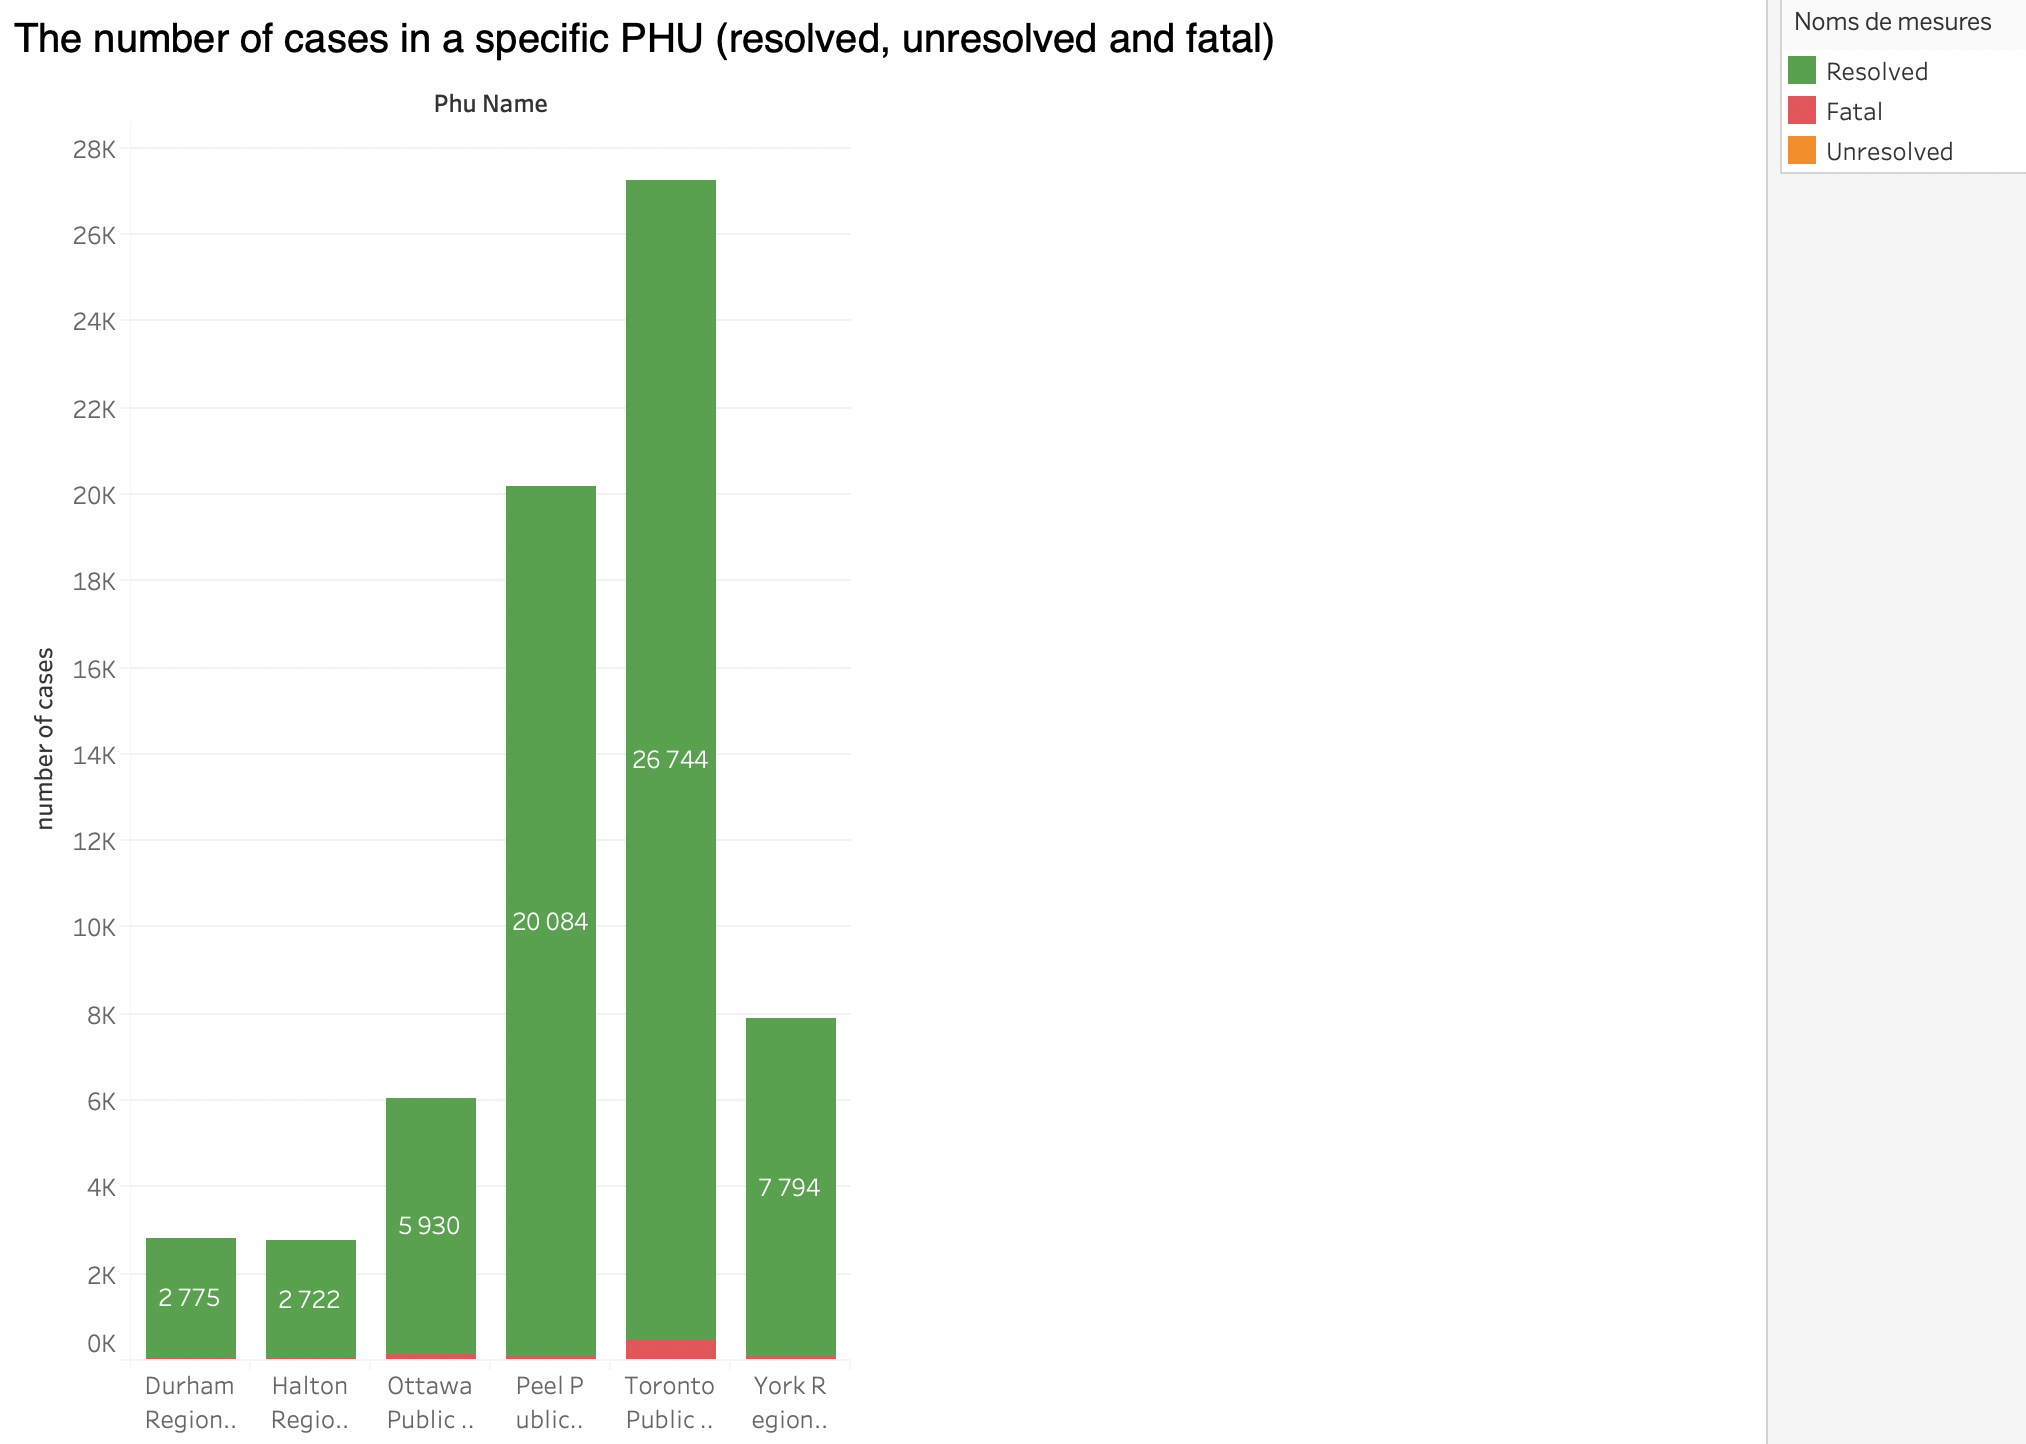 The number of cases in a specific PHU (resolved, unresolved and fatal)
Phu Name
28K
26K
24K
22K
20K
18K
16K
14K
12K
10K
8K
6K
4K
2K
0K
number of cases
2 775
2 722
5 930
20 084
26 744
7 794
Durham
Region..
Halton
Regio..
Ottawa
Public ..
Peel P
ublic..
Toronto
Public ..
York R
egion..
Noms de mesures
Resolved
Fatal
Unresolved